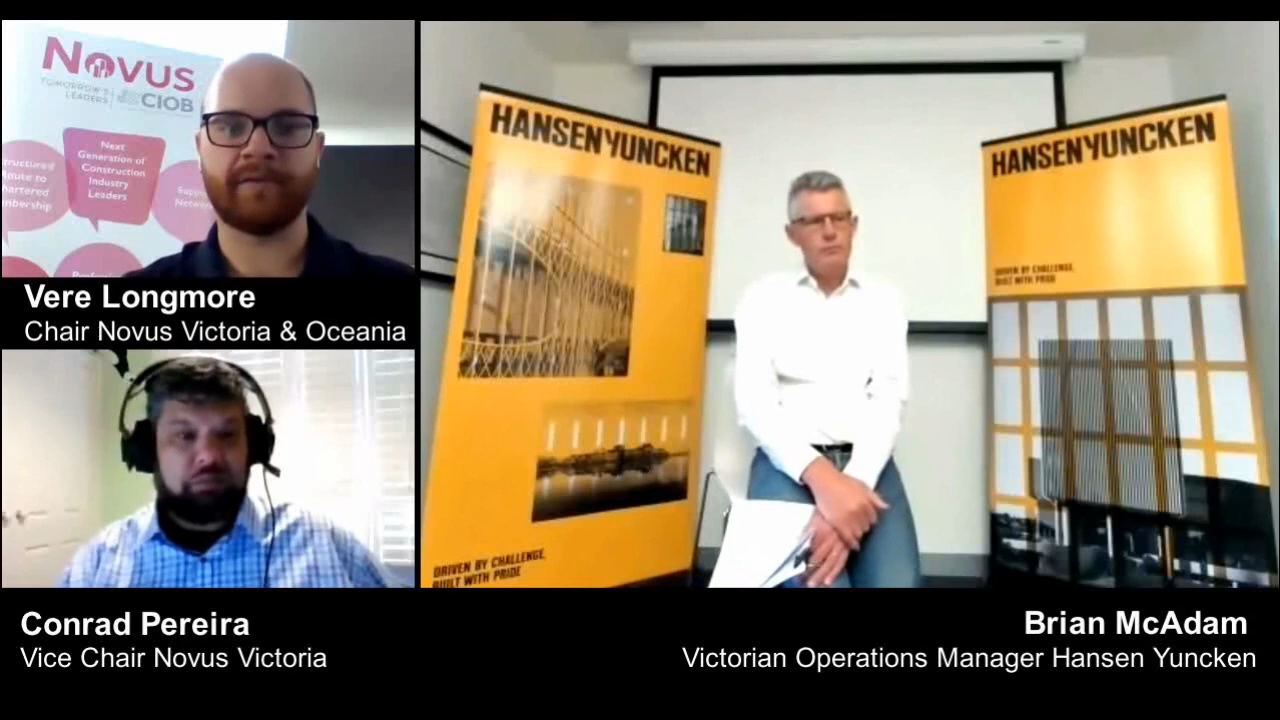 NOVUS
TOMORROW'S
LEADERS
CIOB
Next
Generation of
Construction
Industry
Leaders
Vere Longmore
Chair Novus Victoria & Oceania
Conrad Pereira
Vice Chair Novus Victoria
HANSENYUNCKEN
DRIVEN BY CHALLENGE,
BUILT WITH PRIDE
HANSENYUNCKEN
DRIVEN BY CHALLENGE,
BUILT WITH PRIDE
Brian McAdam
Victorian Operations Manager Hansen Yuncken